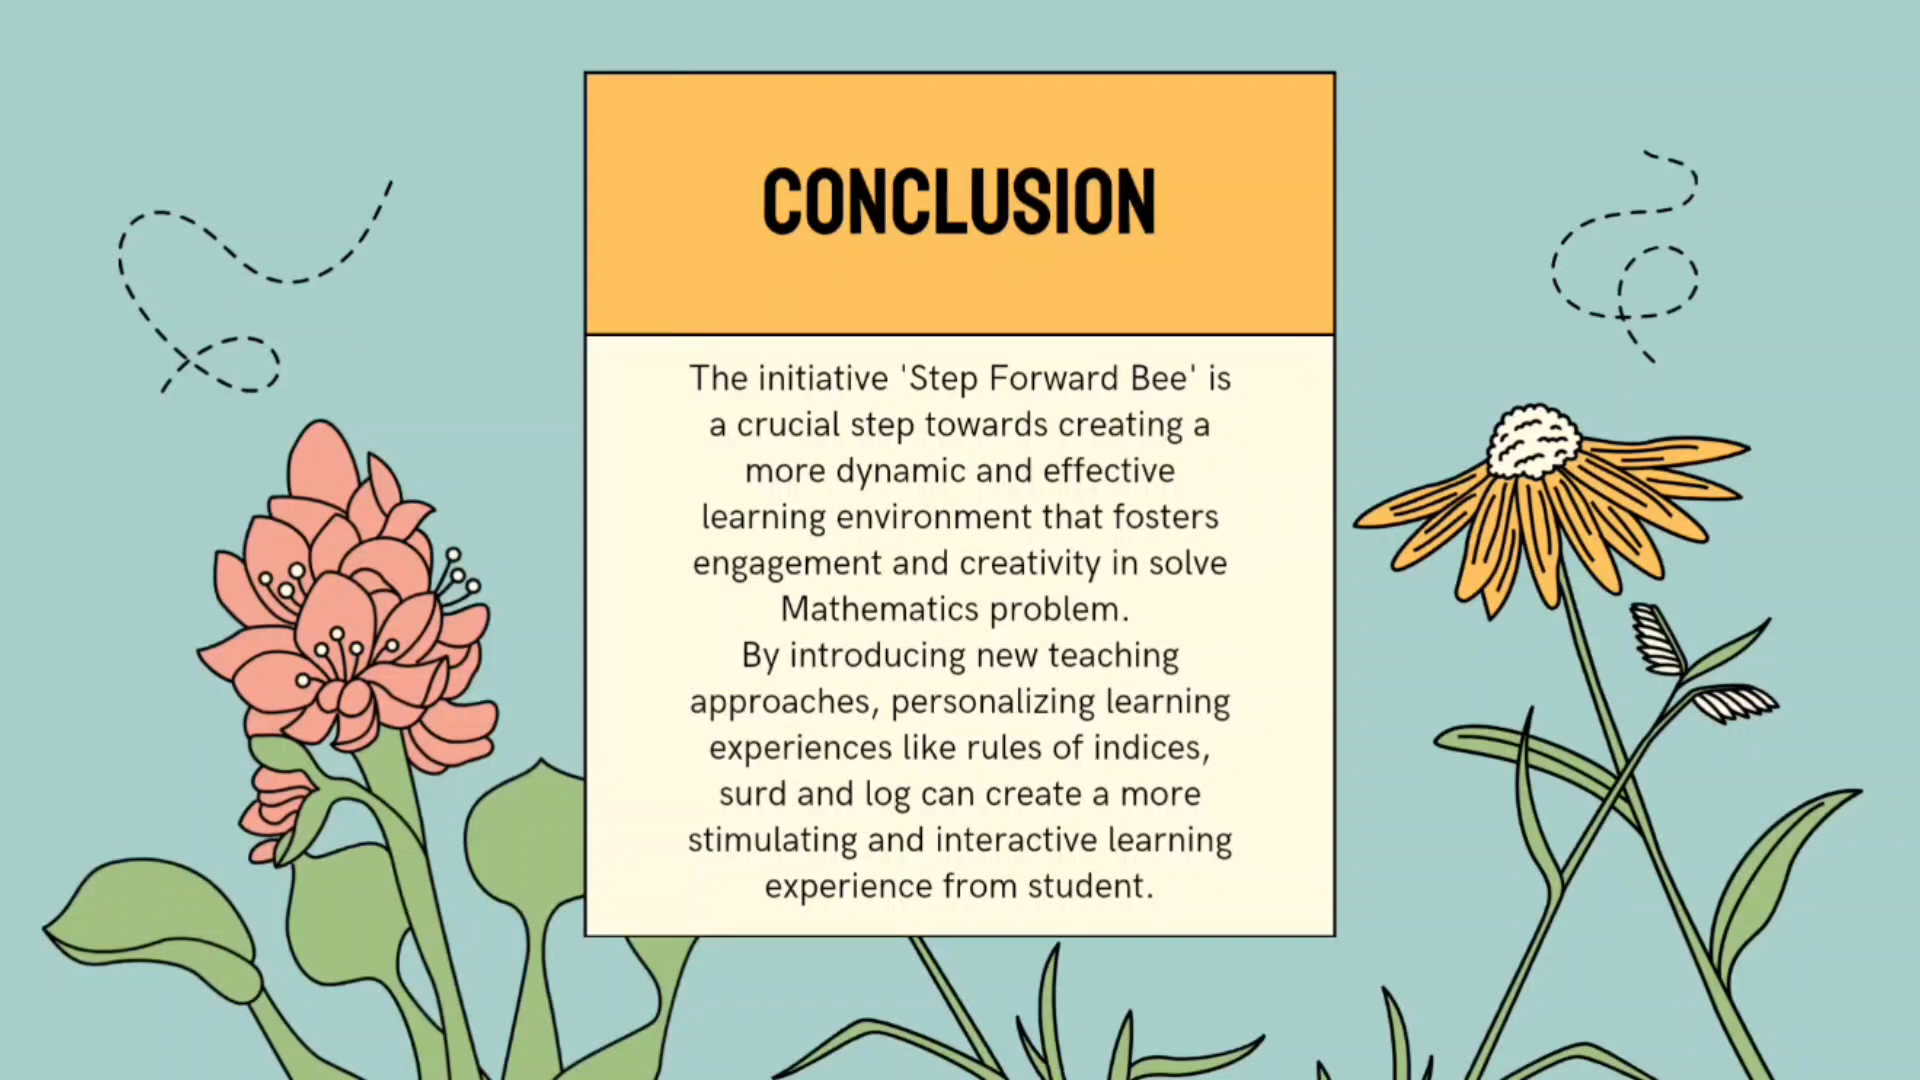 CONCLUSION
The initiative 'Step Forward Bee' is
a crucial step towards creating a
more dynamic and effective
learning environment that fosters
engagement and creativity in solve
Mathematics problem.
By introducing new teaching
approaches, personalizing learning
experiences like rules of indices,
surd and log can create a more
stimulating and interactive learning
experience from student.